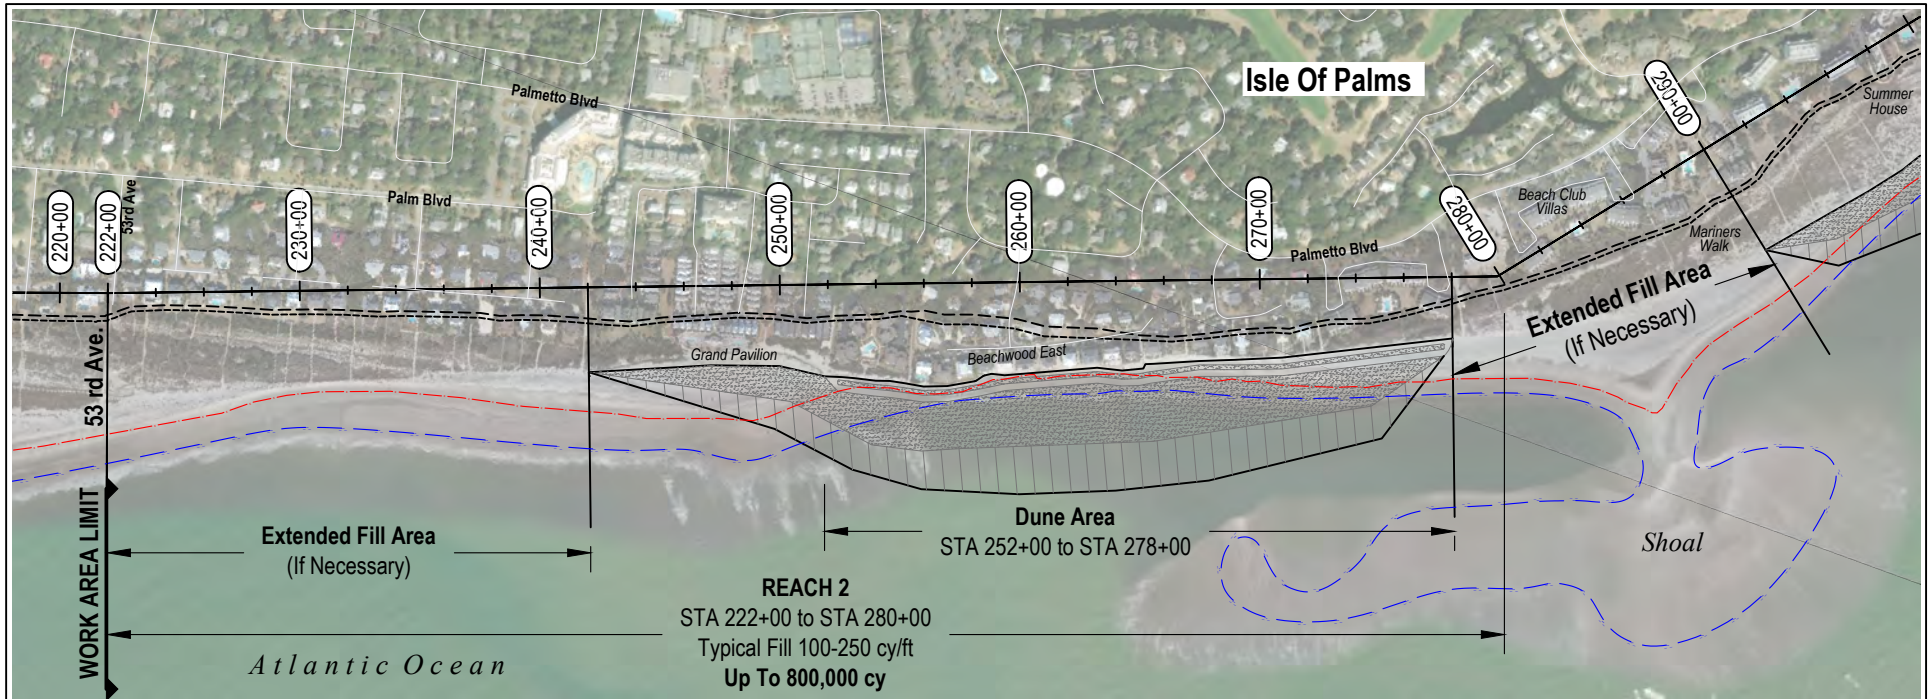 Isle Of Palms
Palmetto Blvd
Palm Blvd
53rd Ave
220+00
222+00
230+00
240+00
250+00
260+00
270+00
280+00
290+00
Palmetto Blvd
Beach Club
Villas
Mariners
Walk
Summer
House
Grand Pavilion
Beachwood East
Extended Fill Area
(If Necessary)
53 rd Ave.
WORK AREA LIMIT
Extended Fill Area
(If Necessary)
Dune Area
STA 252+00 to STA 278+00
Shoal
REACH 2
STA 222+00 to STA 280+00
Typical Fill 100-250 cy/ft
Up To 800,000 cy
Atlantic Ocean